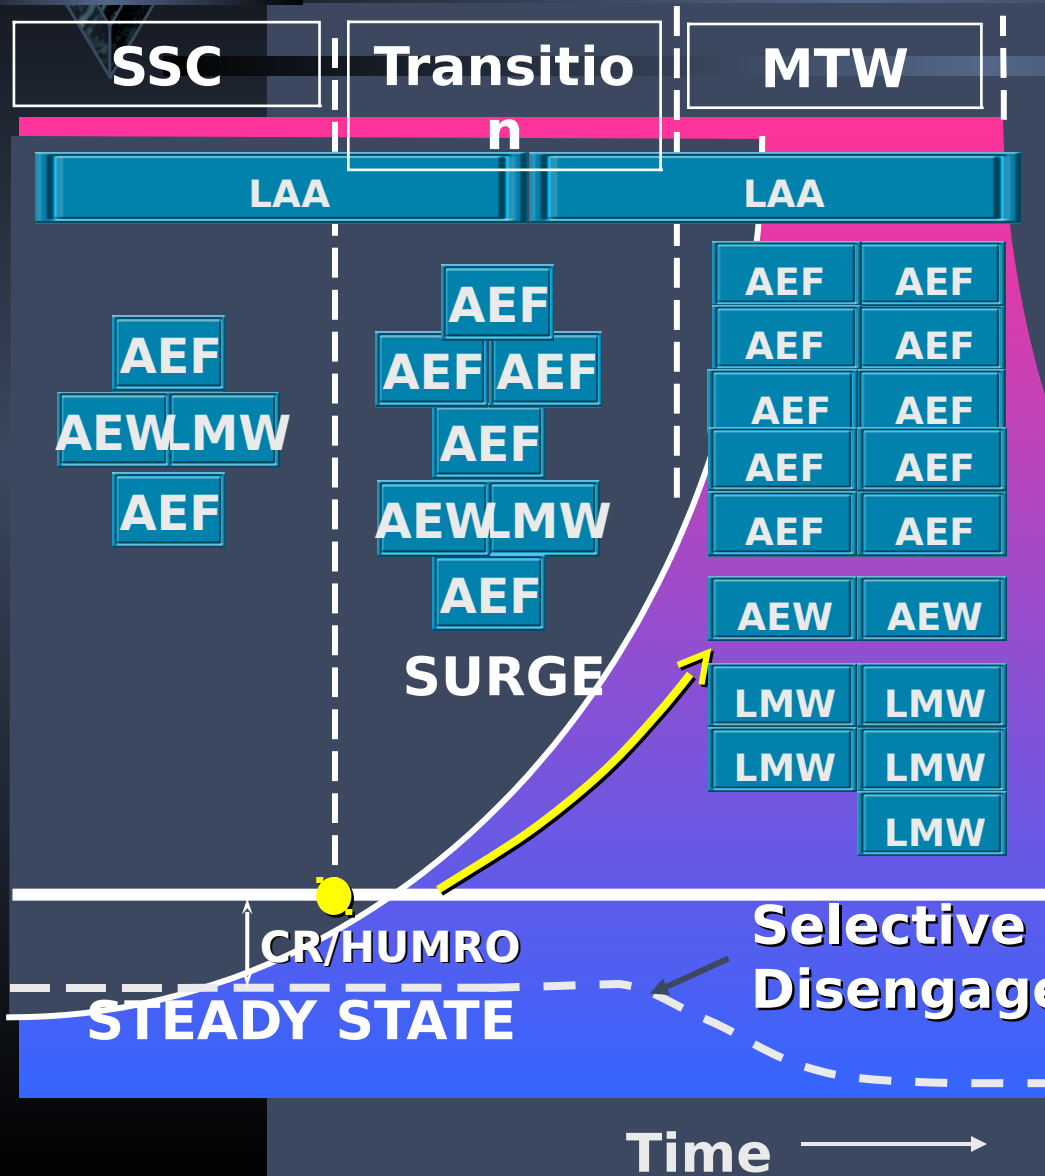 SSC
Transitio
n
MTW
LAA
LAA
AEF
AEW LMW
AEF
AEF
AEF AEF
AEF
AEW LMW
AEF
SURGE
AEF AEF
AEF AEF
AEF AEF
AEF AEF
AEF AEF
AEW AEW
LMW LMW
LMW LMW
LMW
CR/HUMRO
STEADY STATE
Selective
Disengage
Time